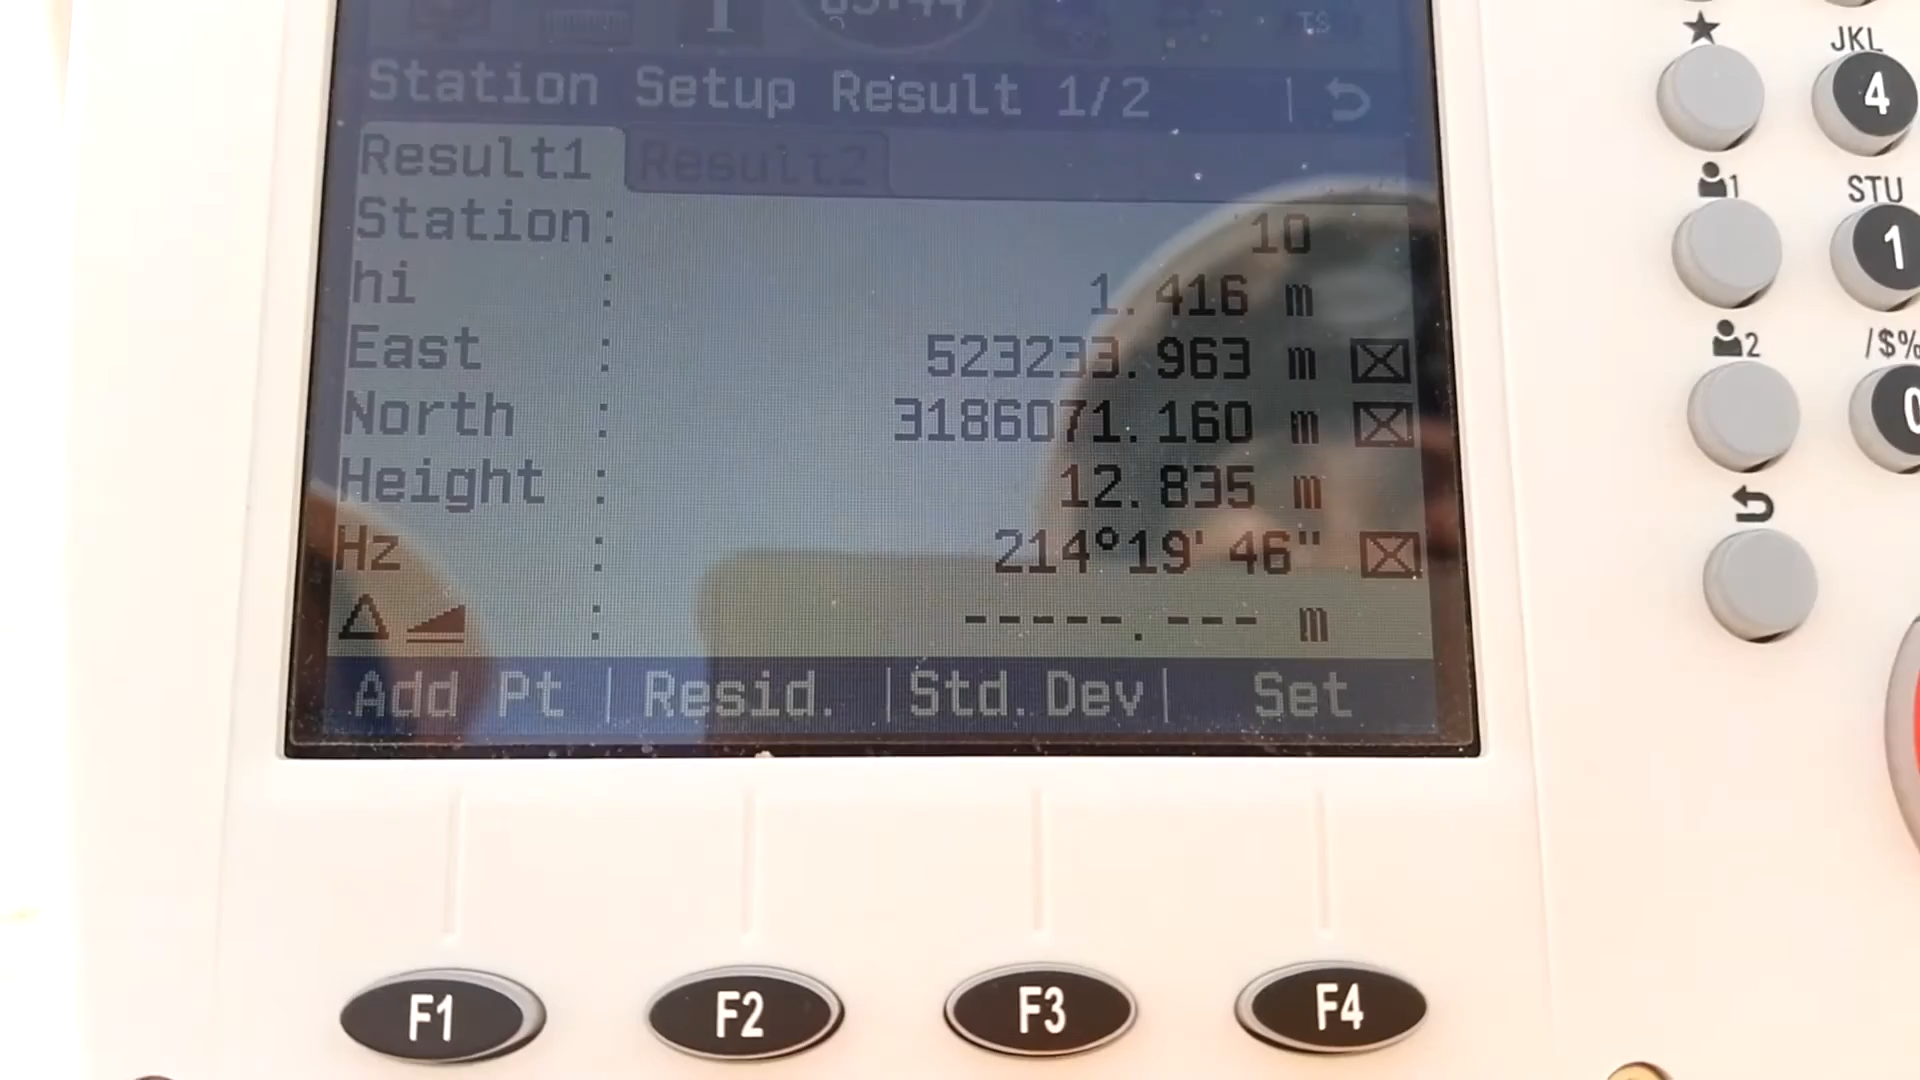 TS
Station Setup Result 1/2
Result1 Result2
Station: 10
hi : 1.416 m
East : 523233.963 m
North : 3186071.160 m
Height : 12.835 m
Hz : 214°19'46"
: -----.--- m
Add Pt | Resid. | Std.Dev | Set
F1 F2 F3 F4
JKL
4
1 STU
1
2 /$%
0